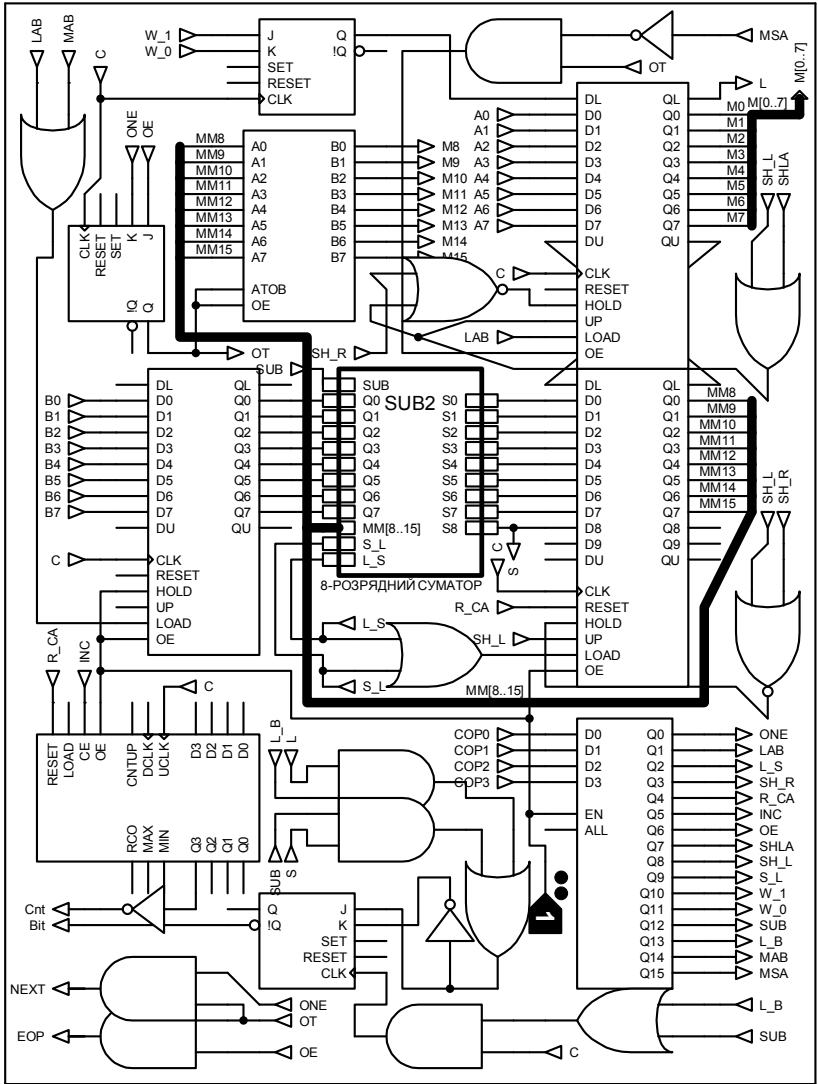 LAB MAB C ONE OE
W_1 W_0
J K SET RESET CLK Q !Q
MSA
OT
L M[0..7]
DL D0 D1 D2 D3 D4 D5 D6 D7 DU CLK RESET HOLD UP LOAD OE
QL Q0 Q1 Q2 Q3 Q4 Q5 Q6 Q7 QU
A0 A1 A2 A3 A4 A5 A6 A7
M[0..7]
M0 M1 M2 M3 M4 M5 M6 M7
SH_L SHLA
C
LAB
MM8 MM9 MM10 MM11 MM12 MM13 MM14 MM15
A0 A1 A2 A3 A4 A5 A6 A7 ATOB OE
B0 B1 B2 B3 B4 B5 B6 B7
M8 M9 M10 M11 M12 M13 M14 M15
CLK RESET SET K J
!Q Q
OT
SH_R
SUB
B0 B1 B2 B3 B4 B5 B6 B7
C
DL D0 D1 D2 D3 D4 D5 D6 D7 DU CLK RESET HOLD UP LOAD OE
QL Q0 Q1 Q2 Q3 Q4 Q5 Q6 Q7 QU
SUB2
SUB Q0 Q1 Q2 Q3 Q4 Q5 Q6 Q7 MM[8..15] S_L L_S
S0 S1 S2 S3 S4 S5 S6 S7 S8
8-РОЗРЯДНИЙ СУМАТОР
C S
DL D0 D1 D2 D3 D4 D5 D6 D7 D8 D9 DU CLK RESET HOLD UP LOAD OE
QL Q0 Q1 Q2 Q3 Q4 Q5 Q6 Q7 Q8 Q9 QU
MM8 MM9 MM10 MM11 MM12 MM13 MM14 MM15
SH_L SH_R
R_CA
L_S
SH_L
S_L
MM[8..15]
R_CA INC
C
RESET LOAD CE OE CNTUP DCLK UCLK D3 D2 D1 D0
RCO MAX MIN Q3 Q2 Q1 Q0
L_B L
SUB S
COP0 COP1 COP2 COP3
D0 D1 D2 D3 EN ALL
Q0 Q1 Q2 Q3 Q4 Q5 Q6 Q7 Q8 Q9 Q10 Q11 Q12 Q13 Q14 Q15
ONE LAB L_S SH_R R_CA INC OE SHLA SH_L S_L W_1 W_0 SUB L_B MAB MSA
1
Cnt
Bit
Q !Q J K SET RESET CLK
NEXT
EOP
ONE
OT
OE
C
L_B
SUB